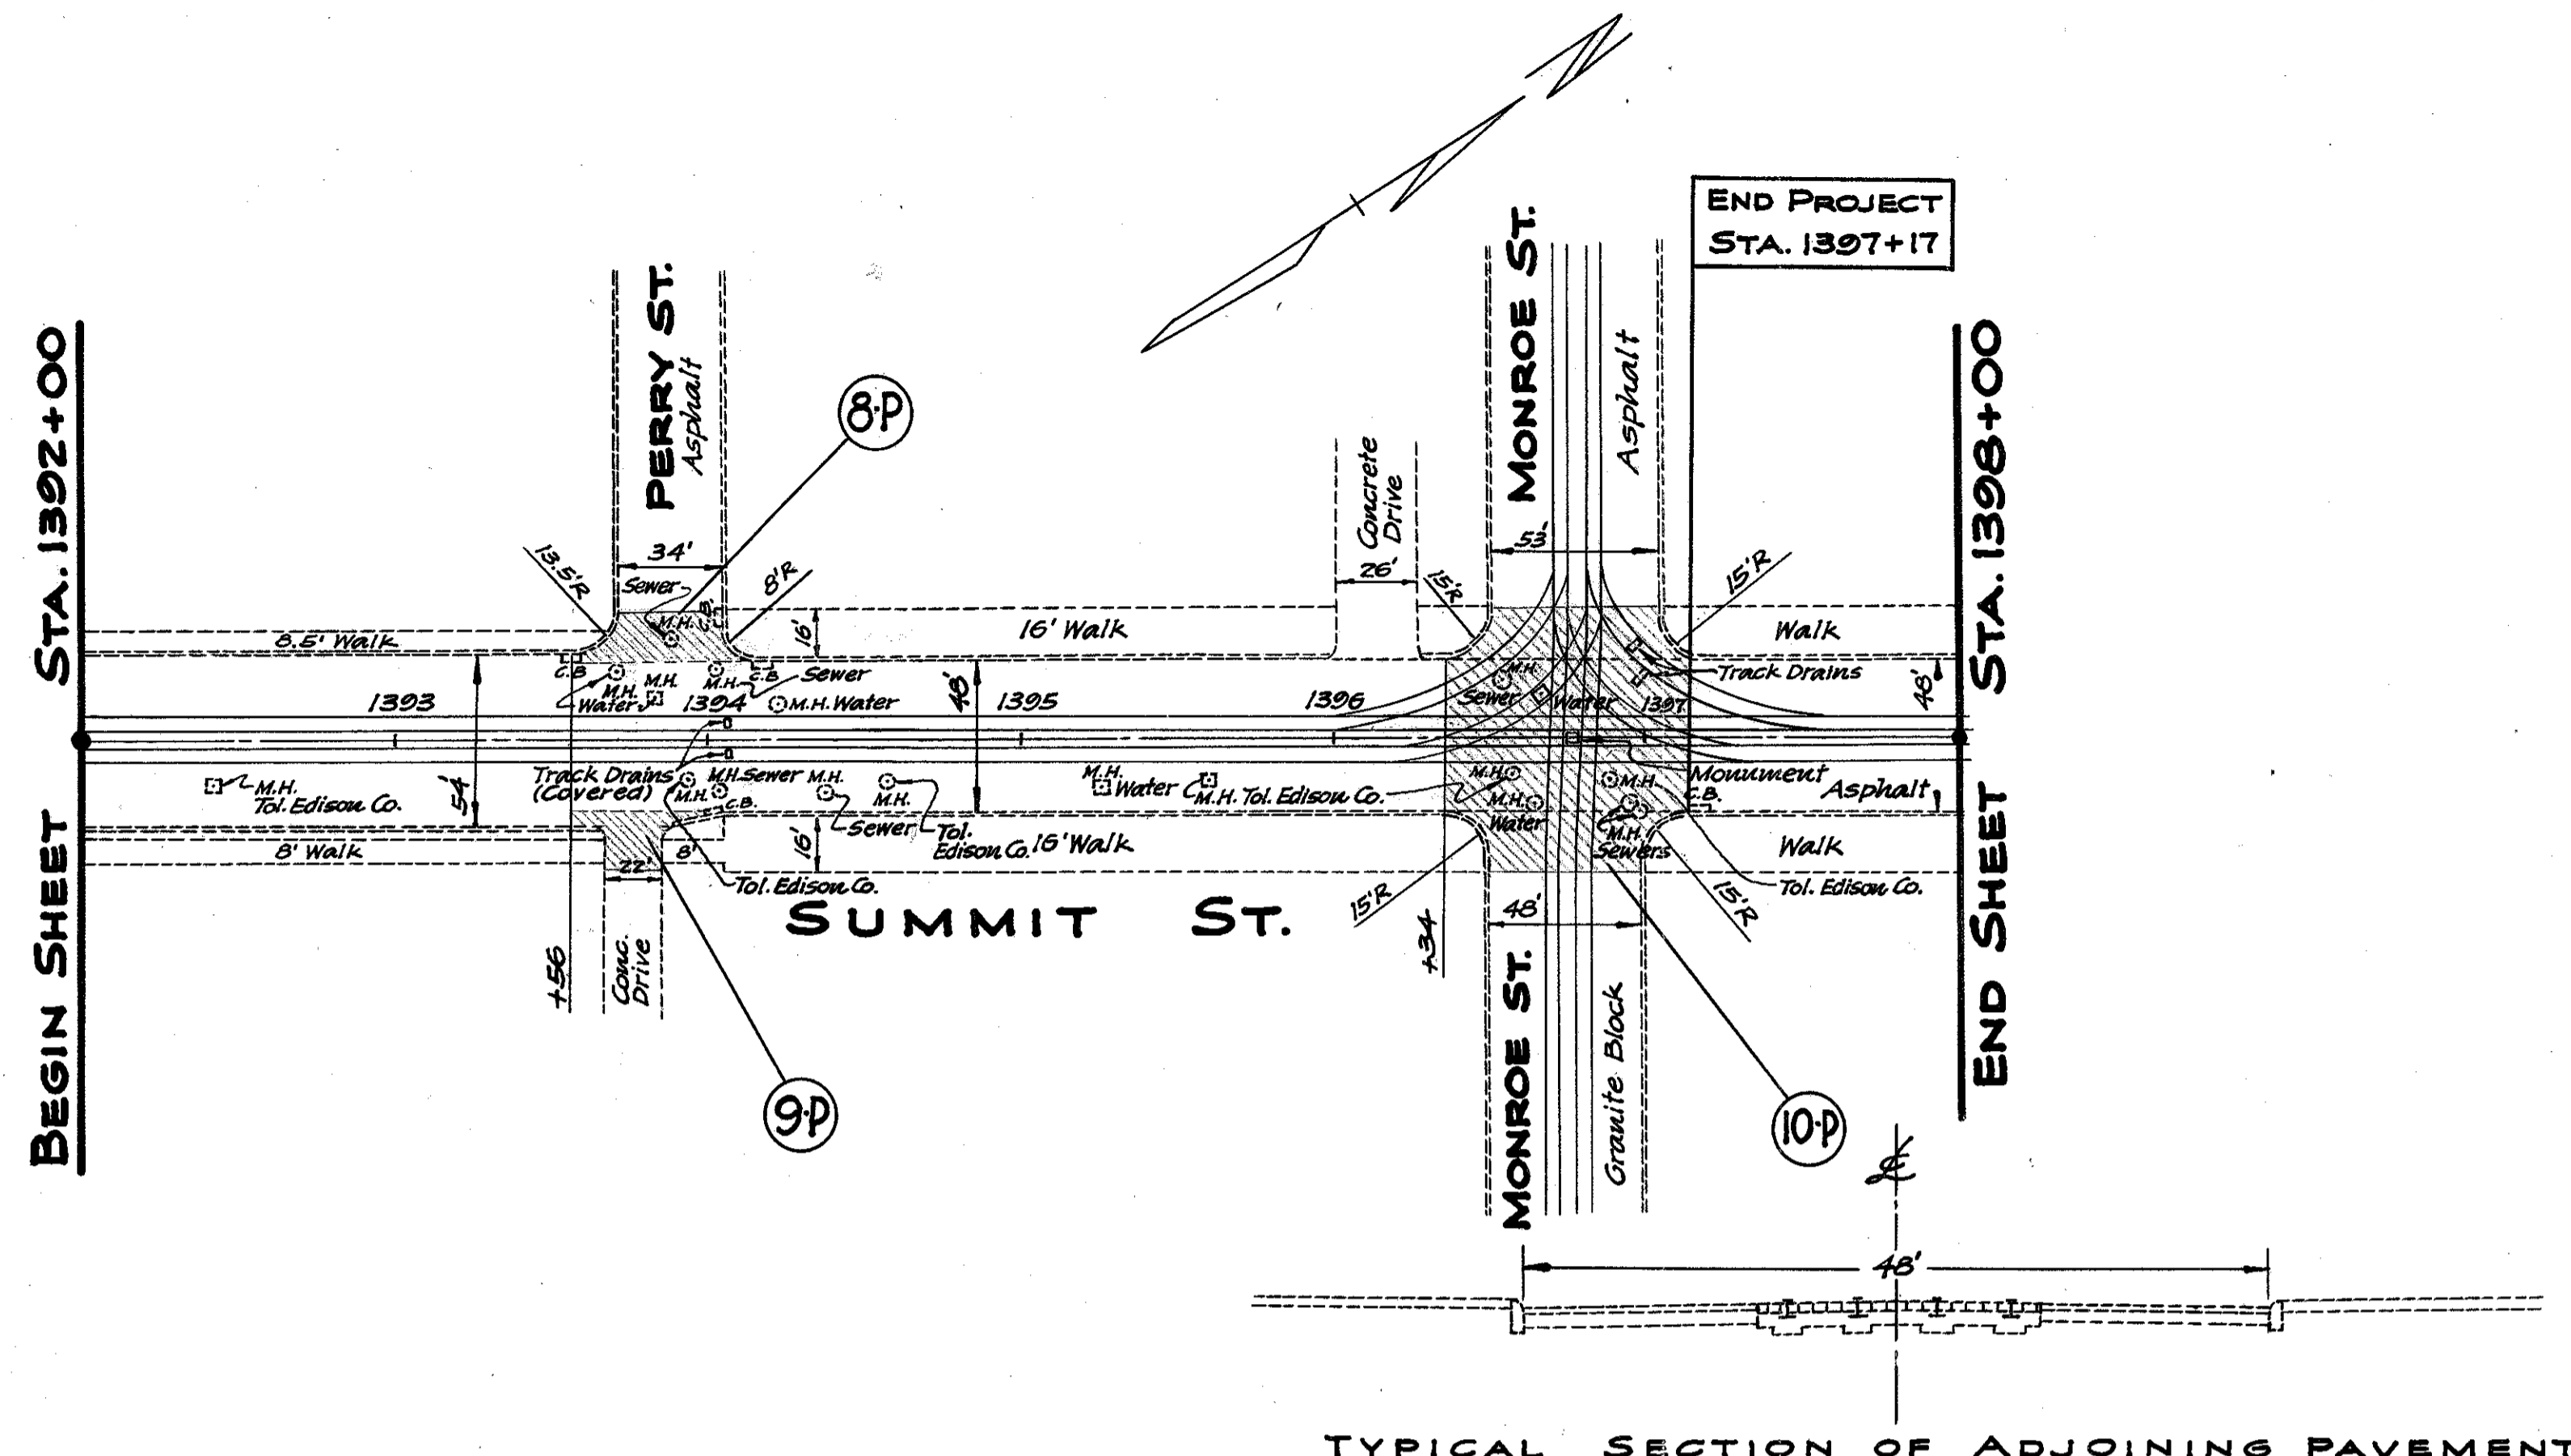 END PROJECT
STA. 1397+17
BEGIN SHEET STA. 1392+00
PERRY ST.
Asphalt
8·P
MONROE ST.
Asphalt
END SHEET STA. 1398+00
Concrete
Drive
13.5'R
34'
8'R
Sewer
M.H.
C.B.
26'
15'R
53
15'R
8.5' Walk
16'
16' Walk
Walk
C.B
M.H.
Water
M.H.
M.H.
C.B
Sewer
M.H. Water
48'
M.H.
Sewer
Water
Track Drains
48'
1393
1394
1395
1396
1397
M.H.
Tol. Edison Co.
54'
Track Drains
(Covered)
M.H. Sewer
M.H.
M.H.
C.B.
M.H.
Sewer
Tol.
Edison Co.
M.H.
Water
M.H. Tol. Edison Co.
M.H.
M.H.
Water
M.H.
M.H.
Sewers
Monument
Asphalt
C.B.
8' Walk
22'
8'
16'
16' Walk
Walk
Tol. Edison Co.
Tol. Edison Co.
SUMMIT ST.
15'R
48'
15'R
+56
Conc.
Drive
+34
MONROE ST.
Granite Block
9·P
10·P
℄
48'
TYPICAL SECTION OF ADJOINING PAVEMENT